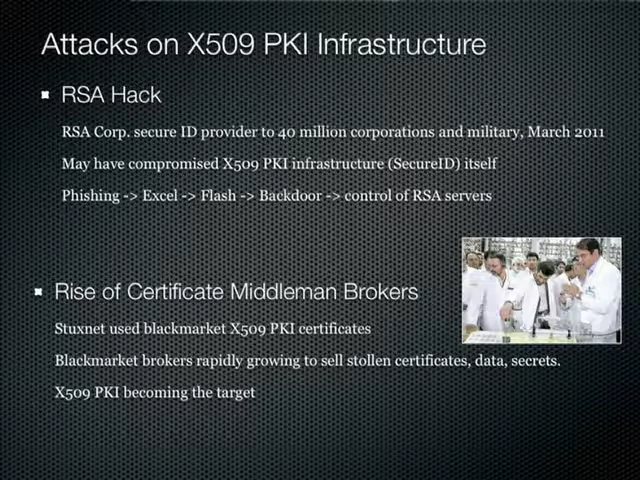 Attacks on X509 PKI Infrastructure
RSA Hack
RSA Corp. secure ID provider to 40 million corporations and military, March 2011
May have compromised X509 PKI infrastructure (SecureID) itself
Phishing -> Excel -> Flash -> Backdoor -> control of RSA servers
Rise of Certificate Middleman Brokers
Stuxnet used blackmarket X509 PKI certificates
Blackmarket brokers rapidly growing to sell stollen certificates, data, secrets.
X509 PKI becoming the target